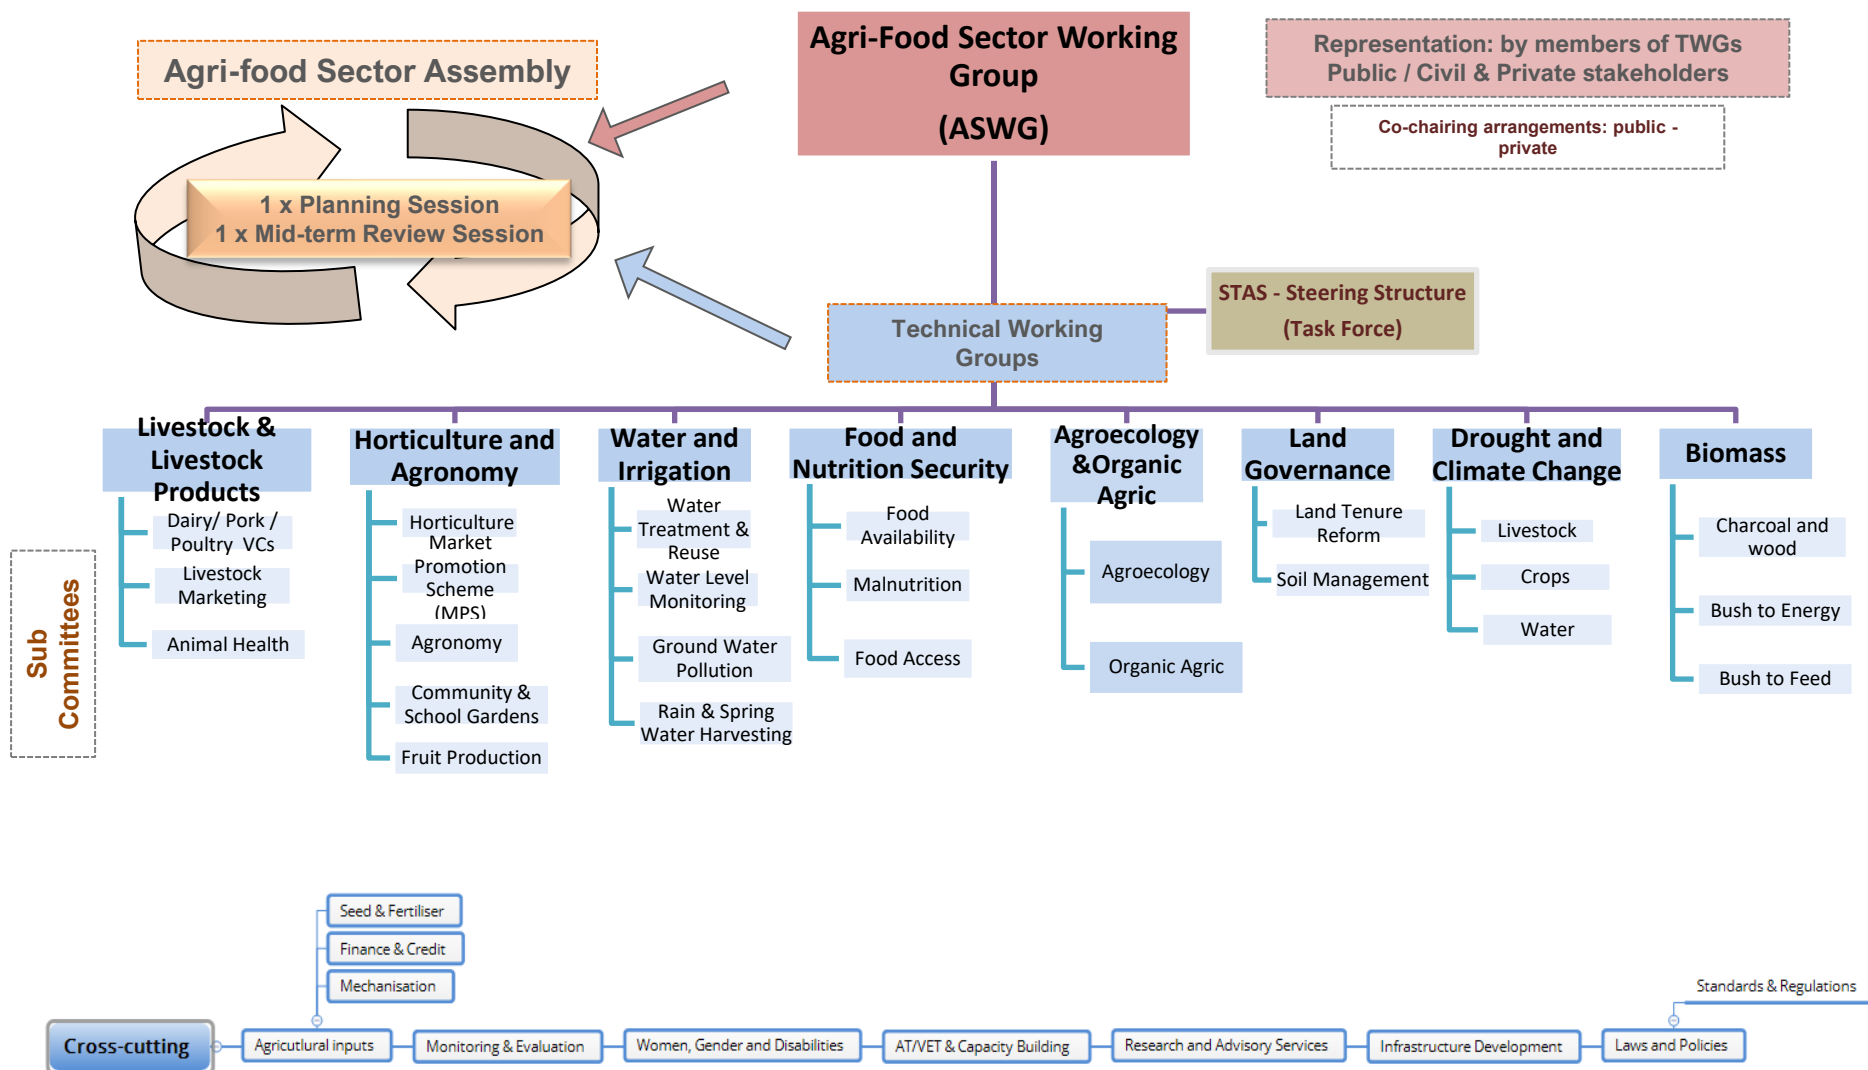 Agri-food Sector Assembly
1 x Planning Session
1 x Mid-term Review Session
Agri-Food Sector Working
Group
(ASWG)
Representation: by members of TWGs
Public / Civil & Private stakeholders
Co-chairing arrangements: public -
private
STAS - Steering Structure
(Task Force)
Technical Working
Groups
Livestock &
Livestock
Products
Dairy/ Pork /
Poultry VCs
Livestock
Marketing
Animal Health
Horticulture and
Agronomy
Horticulture
Market
Promotion
Scheme
(MPS)
Agronomy
Community &
School Gardens
Fruit Production
Water and
Irrigation
Water
Treatment &
Reuse
Water Level
Monitoring
Ground Water
Pollution
Rain & Spring
Water Harvesting
Food and
Nutrition Security
Food
Availability
Malnutrition
Food Access
Agroecology
&Organic
Agric
Agroecology
Organic Agric
Land
Governance
Land Tenure
Reform
Soil Management
Drought and
Climate Change
Livestock
Crops
Water
Biomass
Charcoal and
wood
Bush to Energy
Bush to Feed
Sub
Committees
Seed & Fertiliser
Finance & Credit
Mechanisation
Standards & Regulations
Cross-cutting
Agricutlural inputs
Monitoring & Evaluation
Women, Gender and Disabilities
AT/VET & Capacity Building
Research and Advisory Services
Infrastructure Development
Laws and Policies